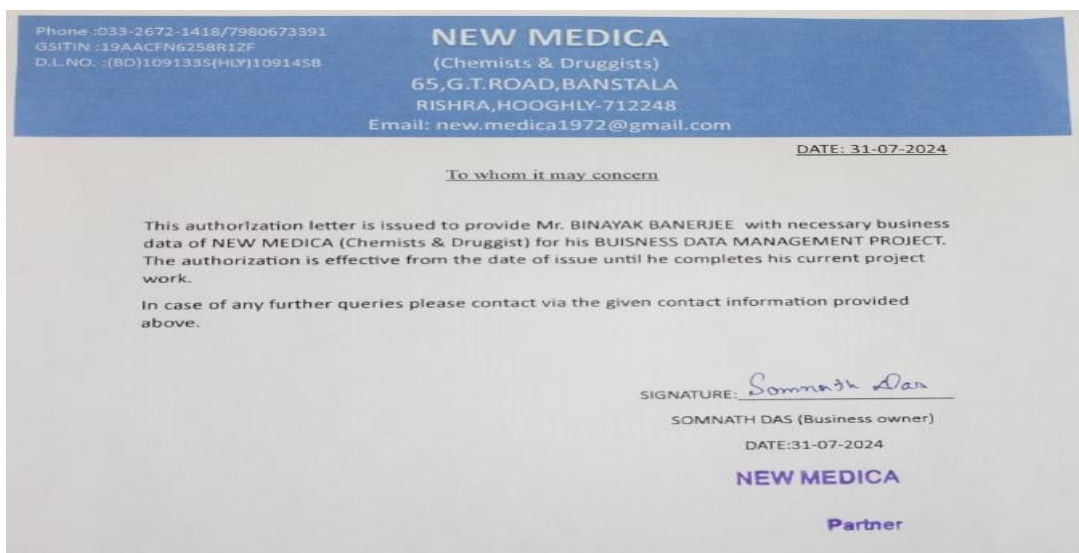 Phone :033-2672-1418/7980673391
GSITIN :19AACFN6258R1ZF
D.L.NO. :(BD)109133S(HLY)109145B
NEW MEDICA
(Chemists & Druggists)
65,G.T.ROAD,BANSTALA
RISHRA,HOOGHLY-712248
Email: new.medica1972@gmail.com
DATE: 31-07-2024
To whom it may concern
This authorization letter is issued to provide Mr. BINAYAK BANERJEE with necessary business
data of NEW MEDICA (Chemists & Druggist) for his BUISNESS DATA MANAGEMENT PROJECT.
The authorization is effective from the date of issue until he completes his current project
work.
In case of any further queries please contact via the given contact information provided
above.
SIGNATURE: Somnath Das
SOMNATH DAS (Business owner)
DATE:31-07-2024
NEW MEDICA
Partner